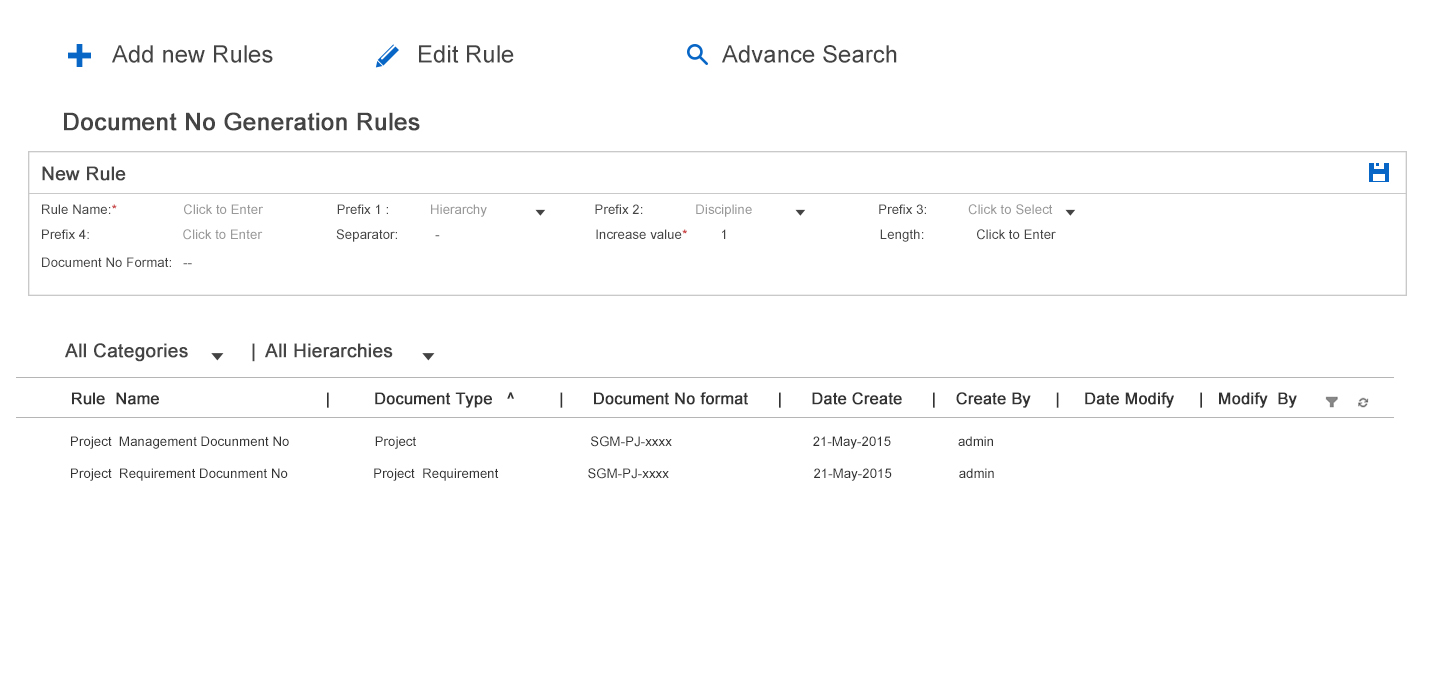 Add new Rules Edit Rule Advance Search
Document No Generation Rules
New Rule
Rule Name:* Click to Enter Prefix 1 : Hierarchy Prefix 2: Discipline Prefix 3: Click to Select
Prefix 4: Click to Enter Separator: - Increase value* 1 Length: Click to Enter
Document No Format: --
All Categories | All Hierarchies
Rule Name | Document Type ^ | Document No format | Date Create | Create By | Date Modify | Modify By
Project Management Documment No Project SGM-PJ-xxxx 21-May-2015 admin
Project Requirement Documment No Project Requirement SGM-PJ-xxxx 21-May-2015 admin